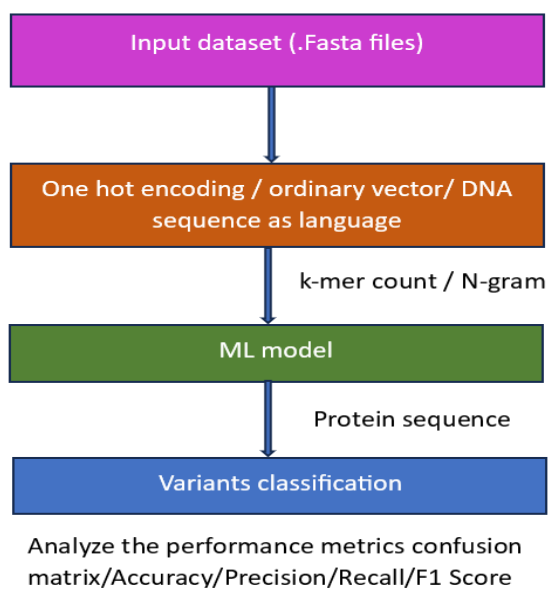 Input dataset (.Fasta files)
One hot encoding / ordinary vector/ DNA
sequence as language
k-mer count / N-gram
ML model
Protein sequence
Variants classification
Analyze the performance metrics confusion
matrix/Accuracy/Precision/Recall/F1 Score